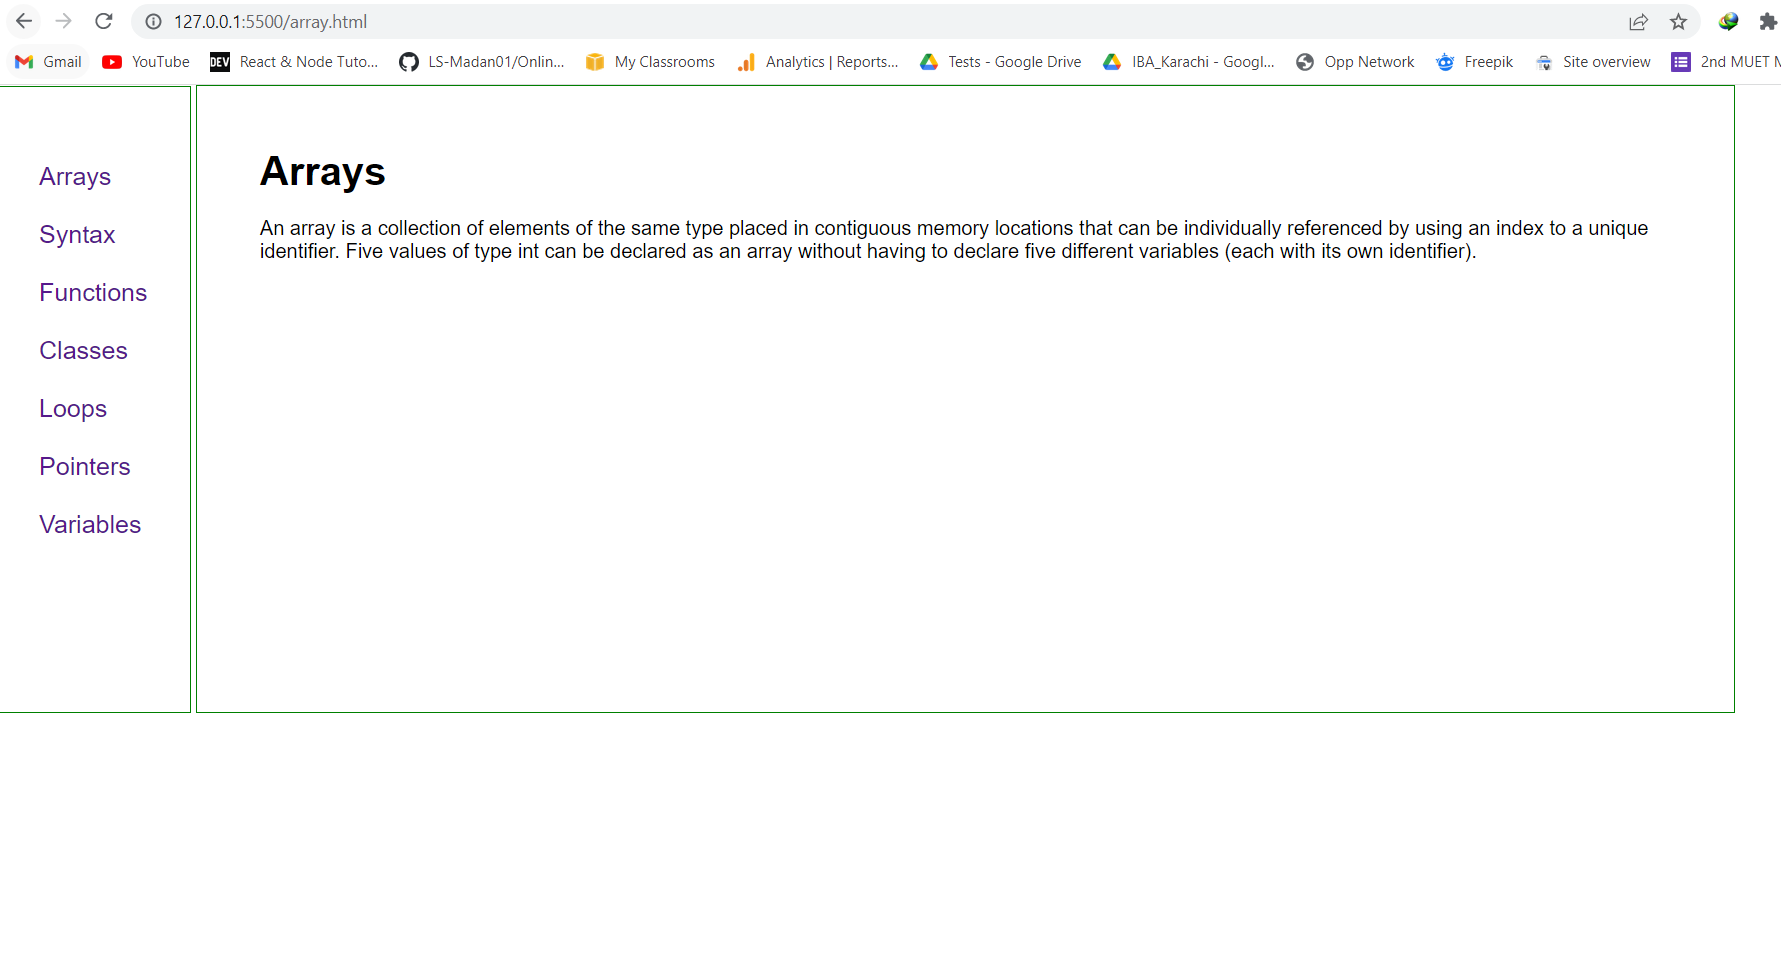 127.0.0.1:5500/array.html
Gmail YouTube DEV React & Node Tuto... LS-Madan01/Onlin... My Classrooms Analytics | Reports... Tests - Google Drive IBA_Karachi - Googl... Opp Network Freepik Site overview 2nd MUET M
Arrays
Syntax
Functions
Classes
Loops
Pointers
Variables
Arrays
An array is a collection of elements of the same type placed in contiguous memory locations that can be individually referenced by using an index to a unique
identifier. Five values of type int can be declared as an array without having to declare five different variables (each with its own identifier).